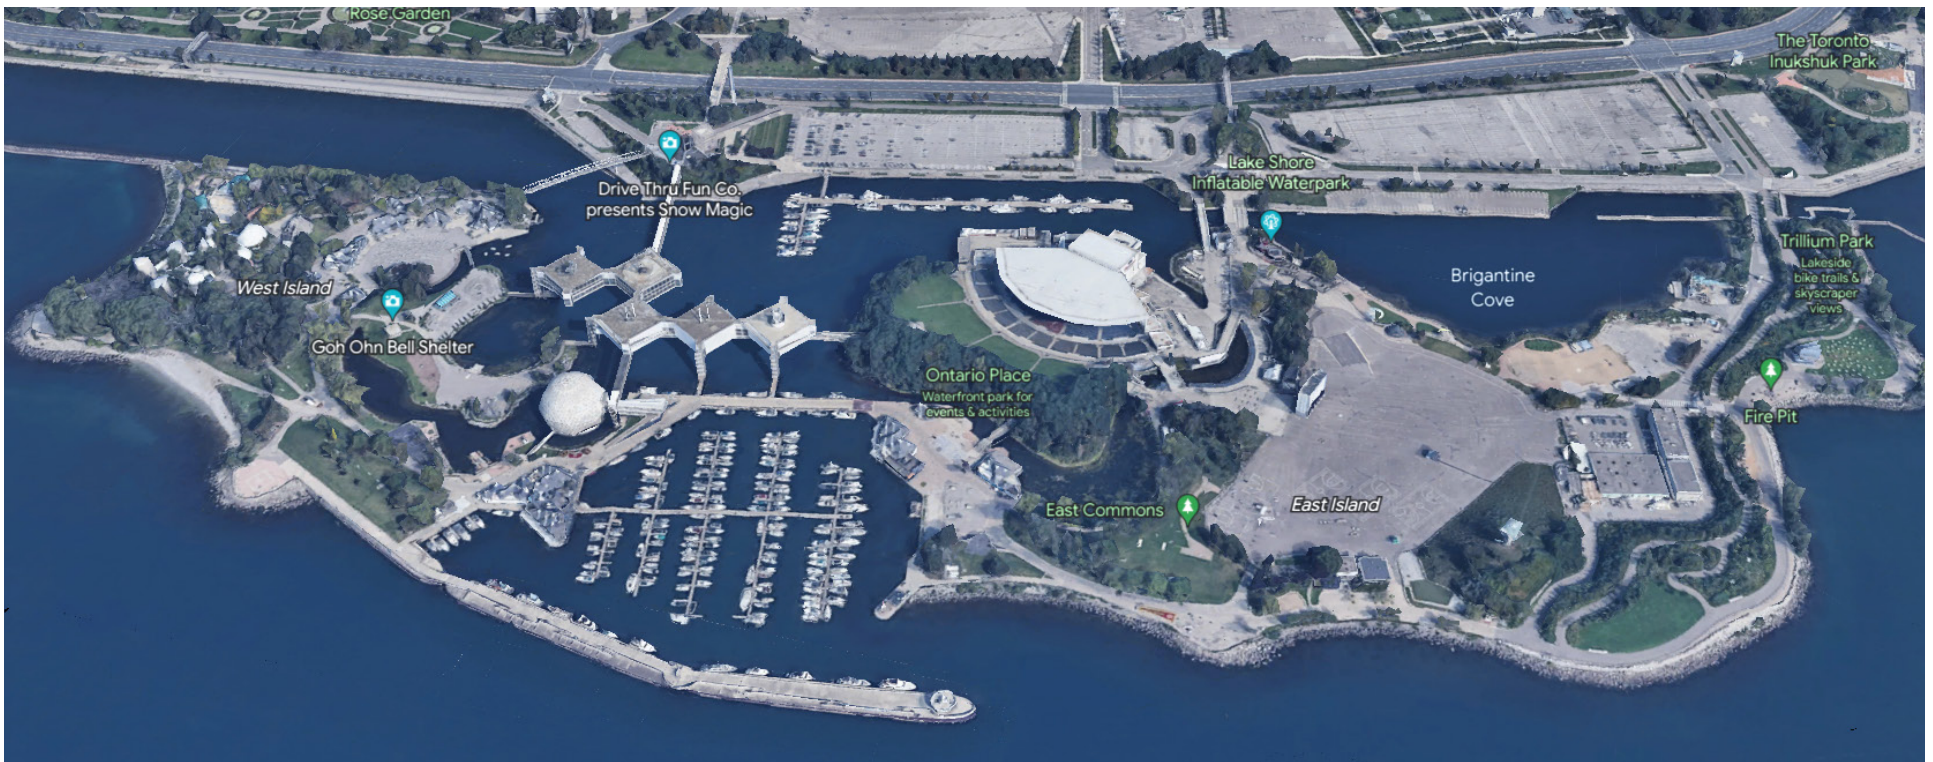 Rose Garden
The Toronto
Inukshuk Park
Drive Thru Fun Co.
presents Snow Magic
Lake Shore
Inflatable Waterpark
Trillium Park
Lakeside
bike trails &
skyscraper
views
West Island
Brigantine
Cove
Goh Ohn Bell Shelter
Ontario Place
Waterfront park for
events & activities
Fire Pit
East Commons
East Island